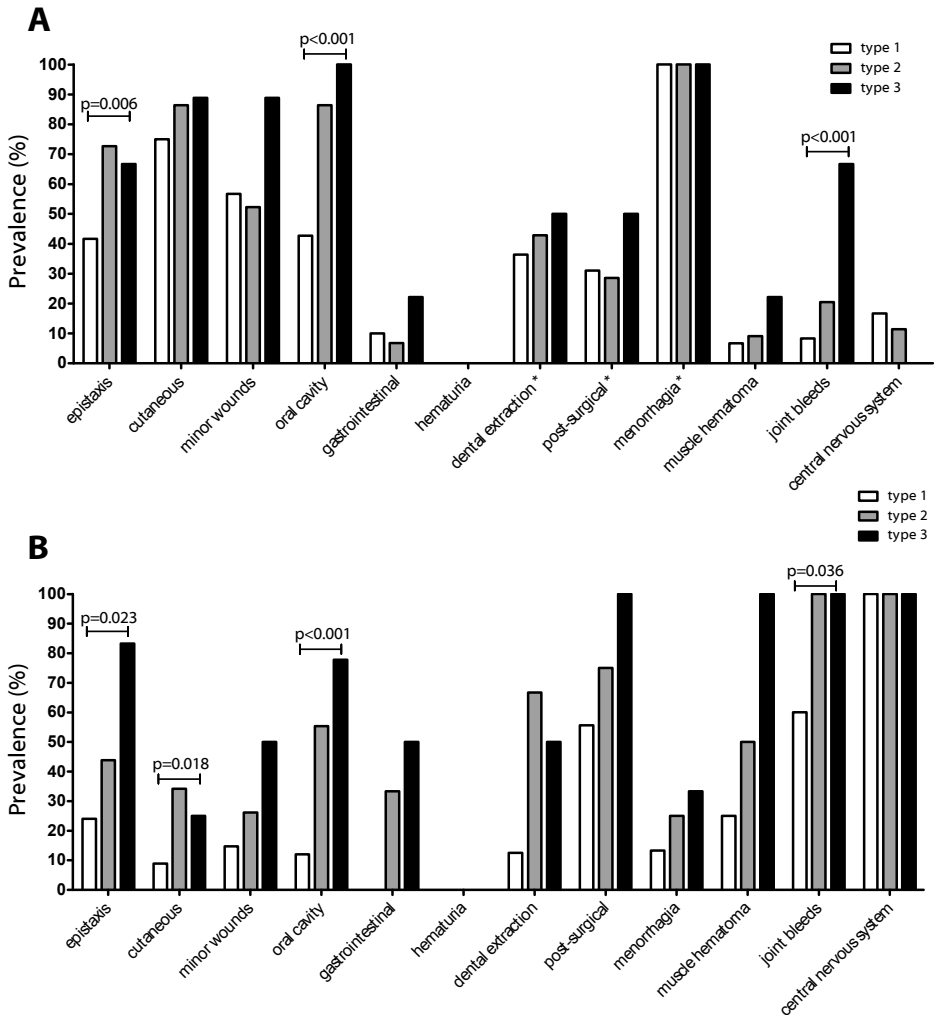 A
type 1
type 2
type 3
p=0.006
p<0.001
p<0.001
Prevalence (%)
100
90
80
70
60
50
40
30
20
10
0
epistaxis
cutaneous
minor wounds
oral cavity
gastrointestinal
hematuria
dental extraction *
post-surgical *
menorrhagia *
muscle hematoma
joint bleeds
central nervous system
B
type 1
type 2
type 3
p=0.023
p=0.018
p<0.001
p=0.036
Prevalence (%)
100
90
80
70
60
50
40
30
20
10
0
epistaxis
cutaneous
minor wounds
oral cavity
gastrointestinal
hematuria
dental extraction
post-surgical
menorrhagia
muscle hematoma
joint bleeds
central nervous system